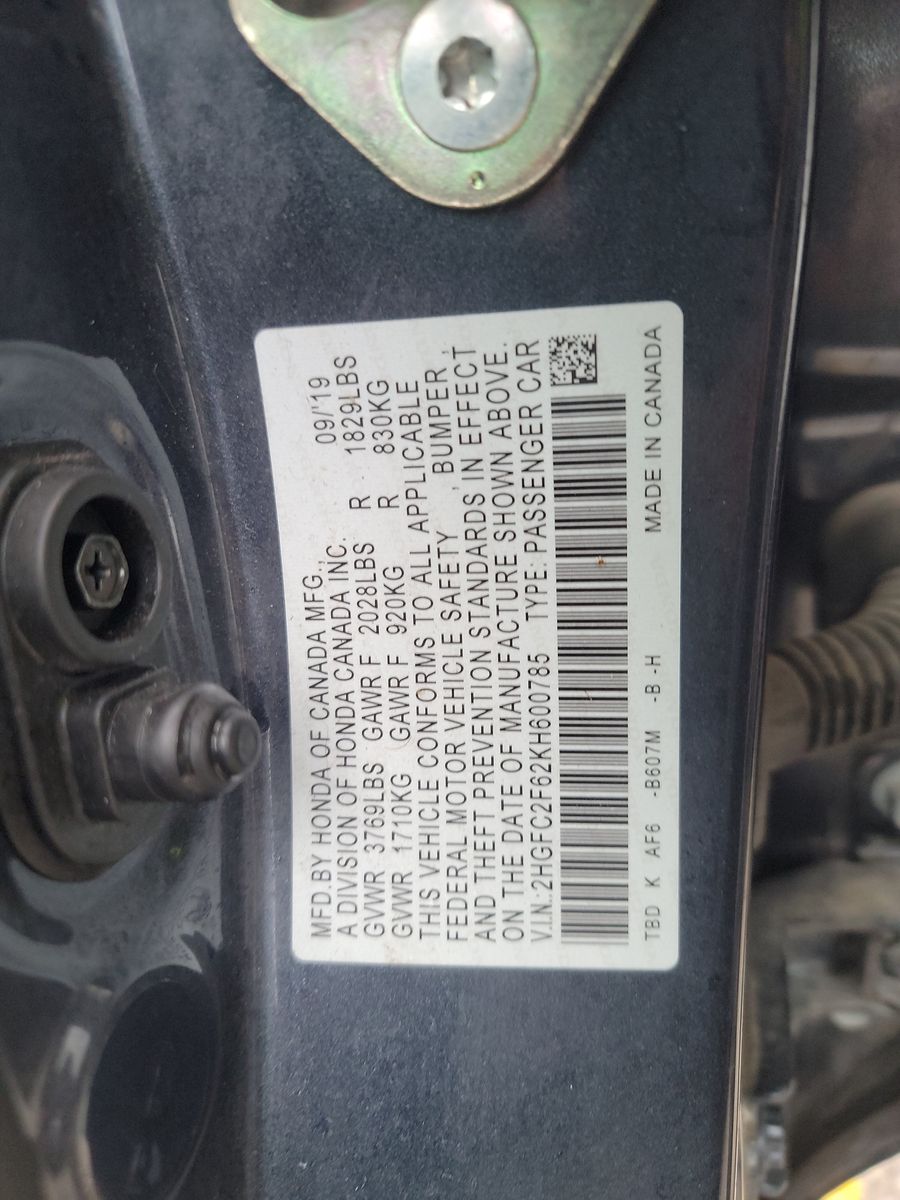 MFD.BY HONDA OF CANADA MFG., 09/'19
A DIVISION OF HONDA CANADA INC.
GVWR 3769LBS GAWR F 2028LBS R 1829LBS
GVWR 1710KG GAWR F 920KG R 830KG
THIS VEHICLE CONFORMS TO ALL APPLICABLE
FEDERAL MOTOR VEHICLE SAFETY , BUMPER ,
AND THEFT PREVENTION STANDARDS IN EFFECT
ON THE DATE OF MANUFACTURE SHOWN ABOVE.
V.I.N.:2HGFC2F62KH600785 TYPE: PASSENGER CAR
TBD K AF6 -B607M -B-H MADE IN CANADA